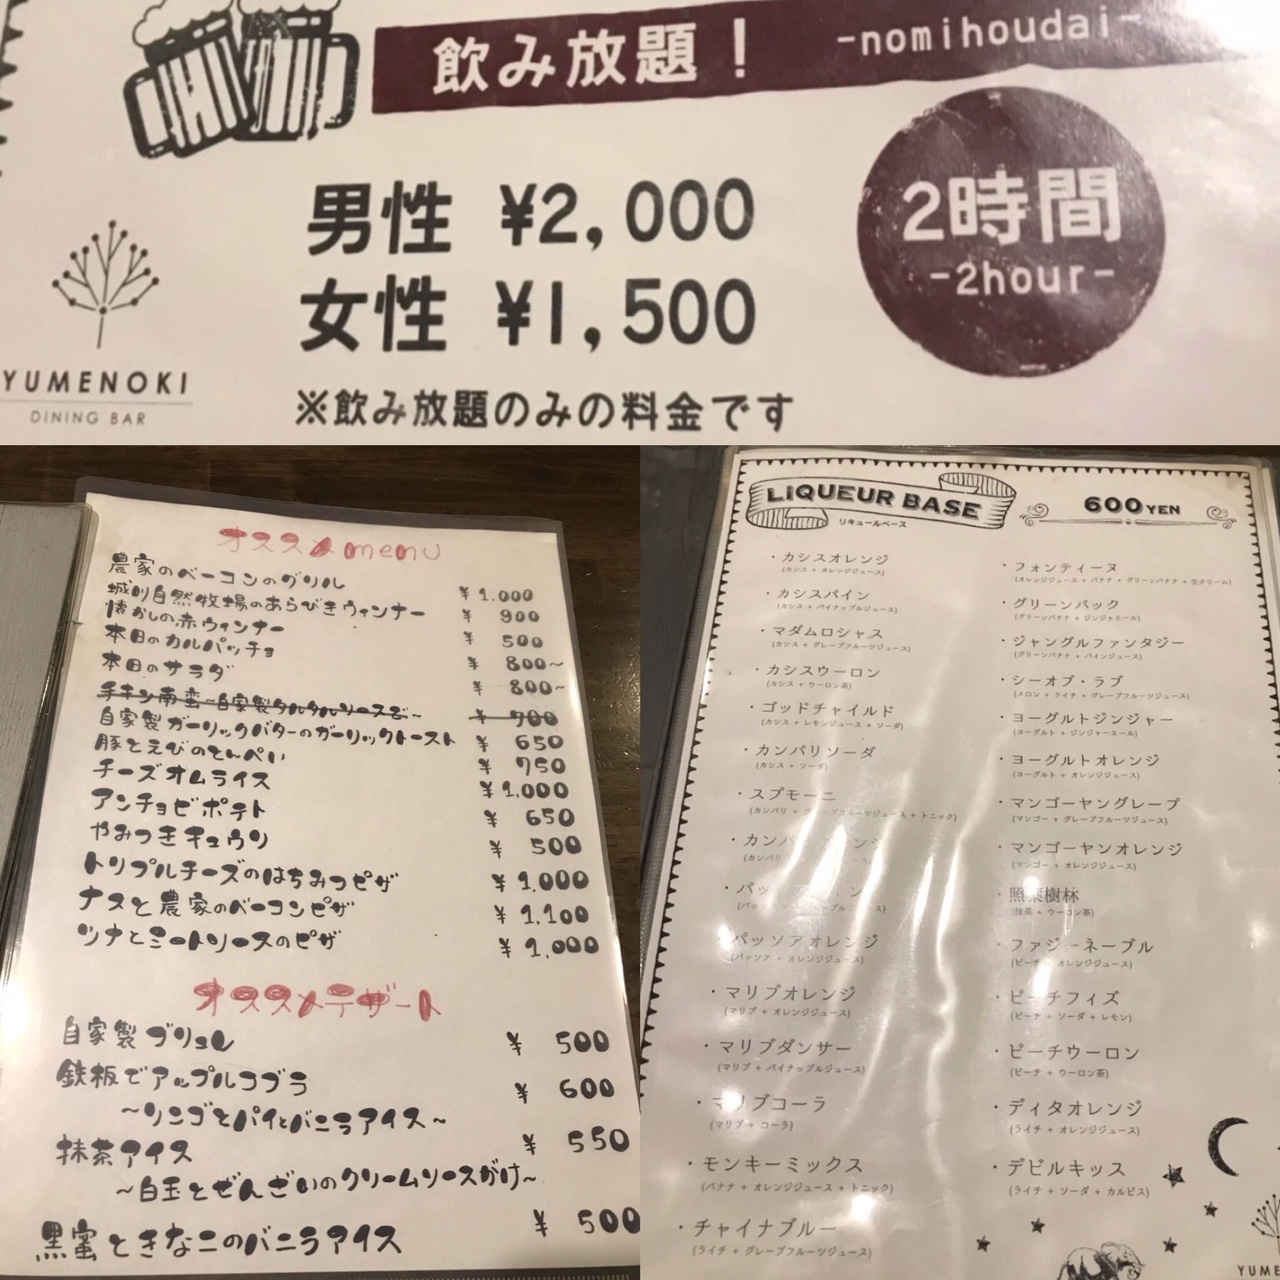 飲み放題！ -nomihoudai-
男性 ¥2,000
女性 ¥1,500
2時間
-2hour-
YUMENOKI
DINING BAR
※飲み放題のみの料金です
オススメmenu
農家のベーコンのグリル ¥1.000
城川自然牧場のあらびきウィンナー ¥900
懐かしの赤ウィンナー ¥500
本日のカルパッチョ ¥800~
本日のサラダ ¥800~
チキン南蛮~自家製タルタルソースで~ ¥700
自家製ガーリックバターのガーリックトースト ¥650
豚とえびのとんぺい ¥750
チーズオムライス ¥1,000
アンチョビポテト ¥650
やみつきキュウリ ¥500
トリプルチーズのはちみつピザ ¥1.000
ナスと農家のベーコンピザ ¥1,100
ツナとミートソースのピザ ¥1,000
オススメデザート
自家製ブリュレ ¥500
鉄板でアップルコブラ ¥600
~リンゴとパイとバニラアイス~
抹茶アイス ¥550
~白玉とぜんざいのクリームソースがけ~
黒蜜ときなこのバニラアイス ¥500
LIQUEUR BASE 600YEN
リキュールベース
・カシスオレンジ
(カシス + オレンジジュース)
・カシスパイン
(カシス + パイナップルジュース)
・マダムロシャス
(カシス + グレープフルーツジュース)
・カシスウーロン
(カシス + ウーロン茶)
・ゴッドチャイルド
(カシス + レモンジュース + ソーダ)
・カンパリソーダ
(カシス + ソーダ)
・スプモーニ
(カンパリ + グレープフルーツジュース + トニック)
・カンパ
(カンパリ
・パッ
・パッソアオレンジ
(パッソア + オレンジジュース)
・マリブオレンジ
(マリブ + オレンジジュース)
・マリブダンサー
(マリブ + パイナップルジュース)
・マリブコーラ
(マリブ + コーラ)
・モンキーミックス
(バナナ + オレンジジュース + トニック)
・チャイナブルー
(ライチ + グレープフルーツジュース)
・フォンティーヌ
(オレンジジュース + バナナ + グリーンバナナ + 生クリーム)
・グリーンバック
(グリーンバナナ + ジンジャエール)
・ジャングルファンタジー
(グリーンバナナ + パインジュース)
・シーオブ・ラブ
(メロン + ライチ + グレープフルーツジュース)
・ヨーグルトジンジャー
(ヨーグルト + ジンジャーエール)
・ヨーグルトオレンジ
(ヨーグルト + オレンジジュース)
・マンゴーヤングレープ
(マンゴー + グレープフルーツジュース)
・マンゴーヤンオレンジ
(マンゴー + オレンジジュース)
・照葉樹林
(抹茶 + ウーロン茶)
・ファジーネーブル
(ピーチ + オレンジジュース)
・ピーチフィズ
(ピーチ + ソーダ + レモン)
・ピーチウーロン
(ピーチ + ウーロン茶)
・ディタオレンジ
(ライチ + オレンジジュース)
・デビルキッス
(ライチ + ソーダ + カルピス)
YUME